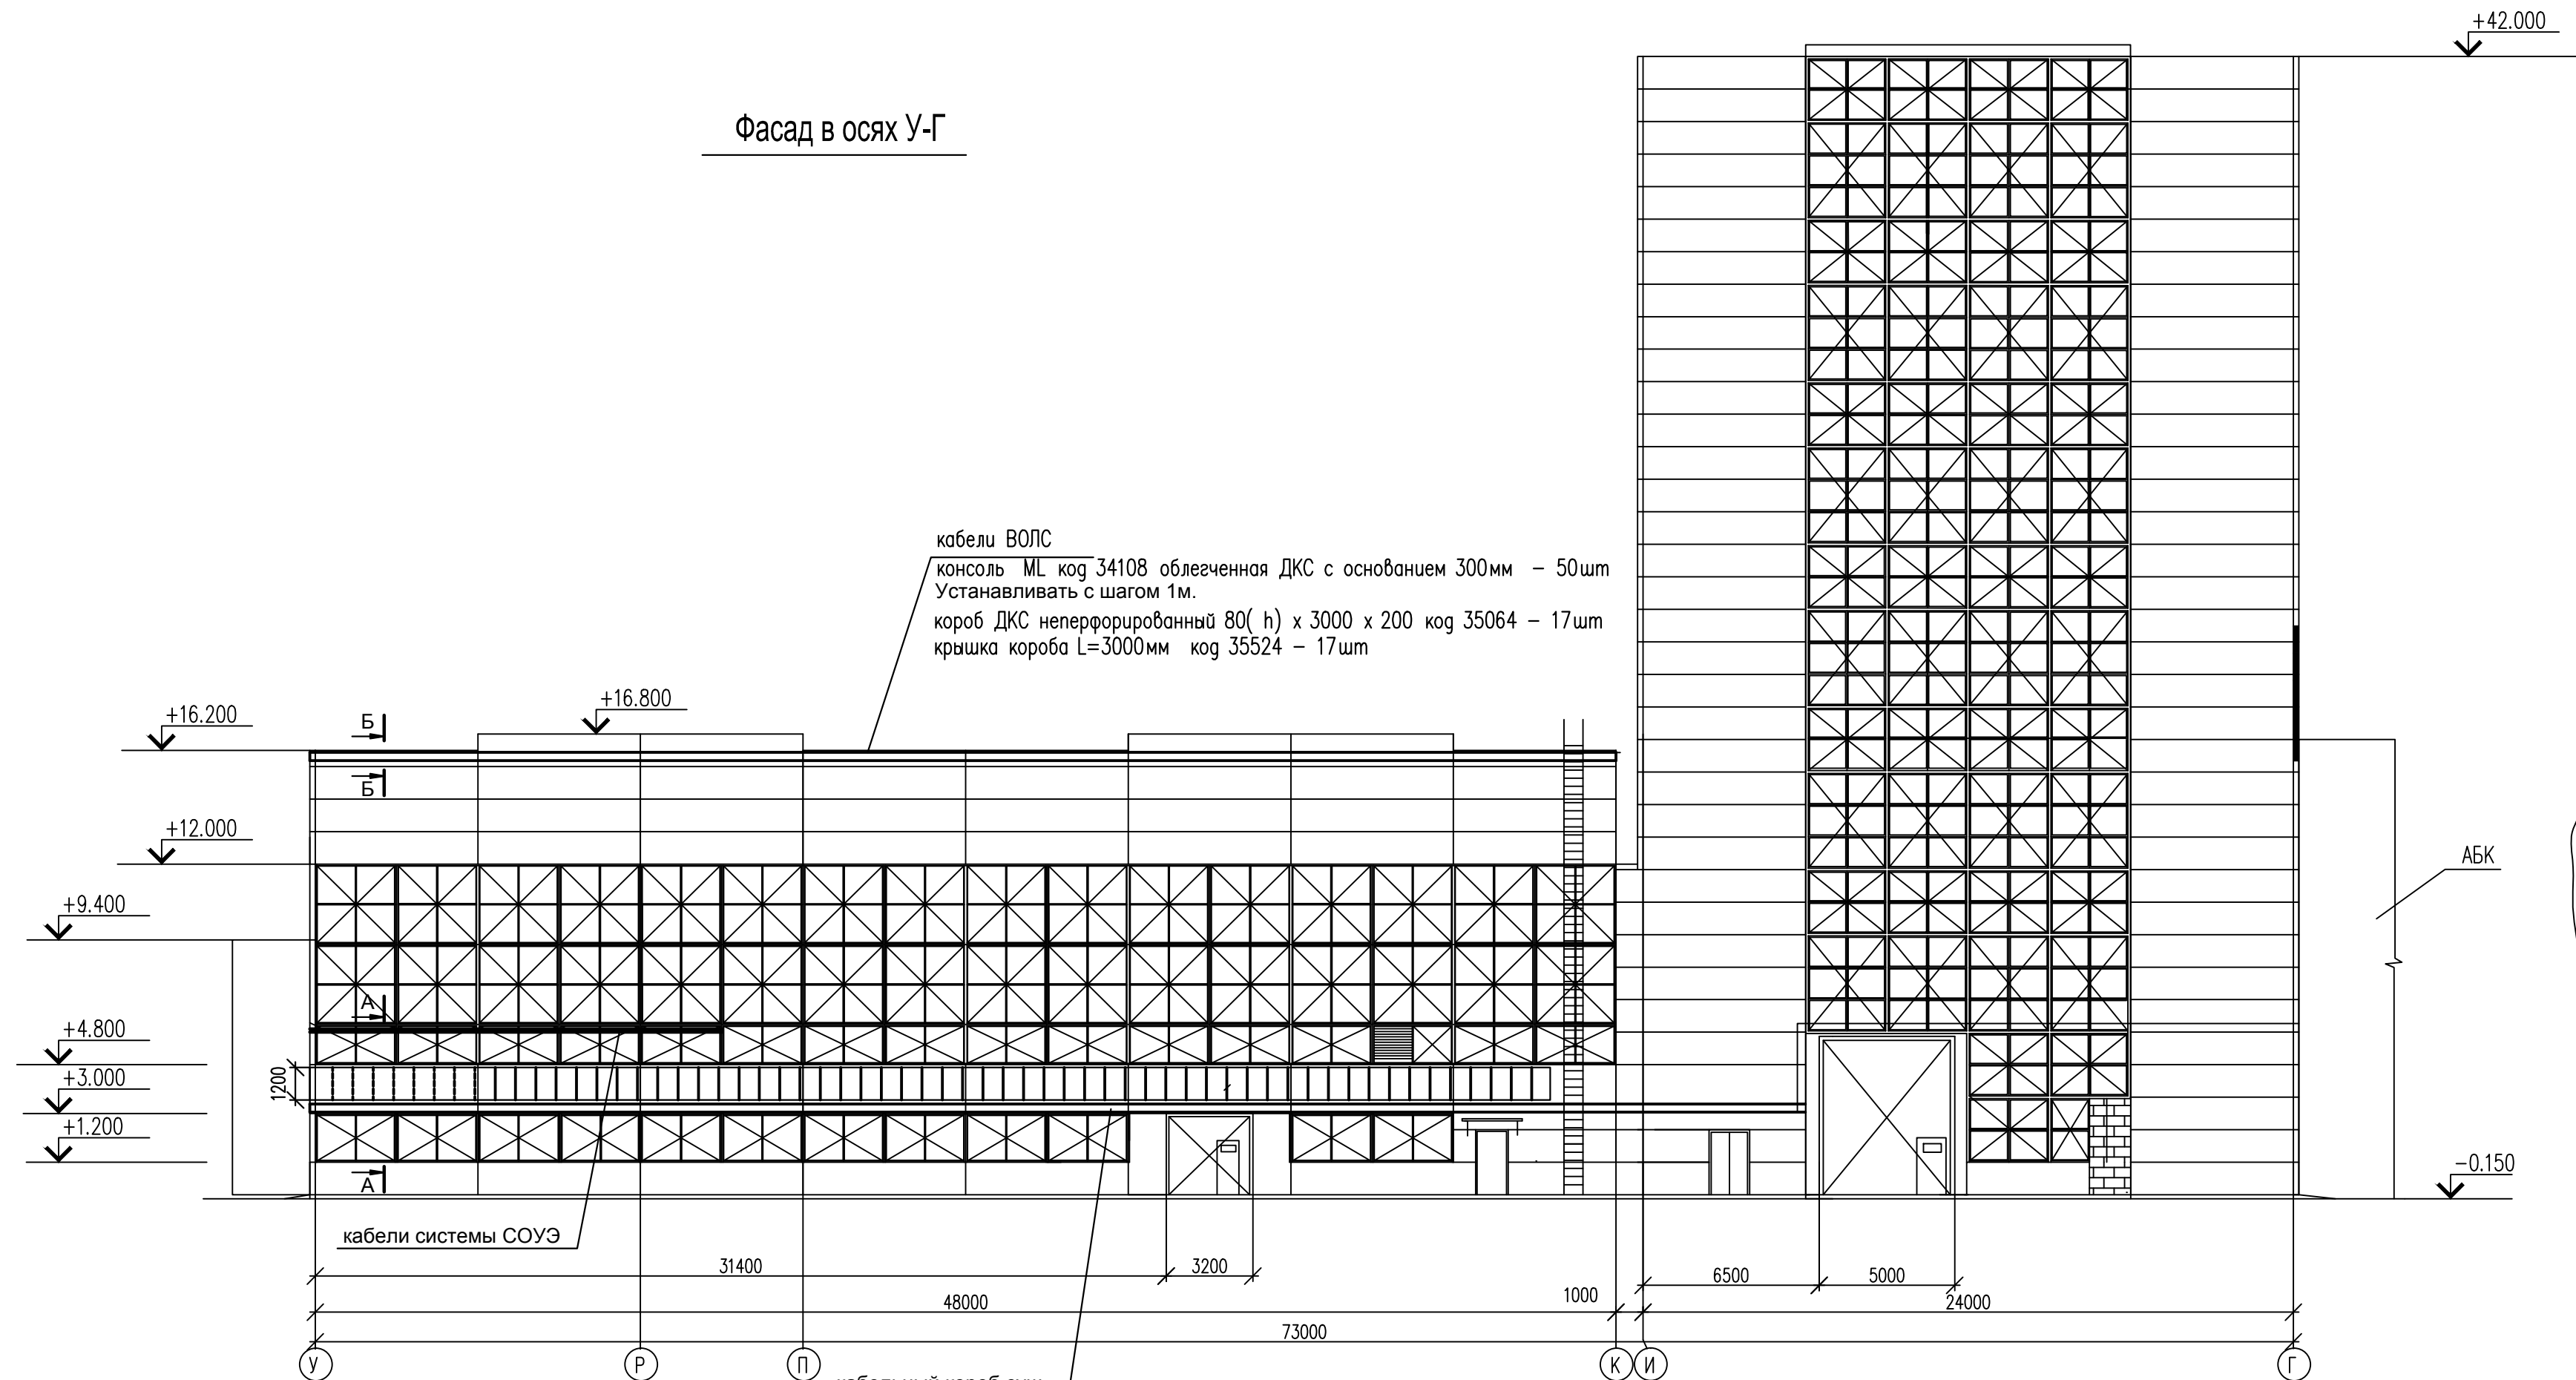 +42.000
Фасад в осях У-Г
кабели ВОЛС
консоль ML код 34108 облегченная ДКС с основанием 300мм - 50шт
Устанавливать с шагом 1м.
короб ДКС неперфорированный 80( h) x 3000 x 200 код 35064 - 17шт
крышка короба L=3000мм код 35524 - 17шт
+16.800
+16.200
Б
Б
+12.000
АБК
+9.400
А
+4.800
1200
+3.000
+1.200
А
-0.150
кабели системы СОУЭ
31400
3200
6500
5000
48000
1000
24000
73000
У
Р
П
К
И
Г
кабельный короб